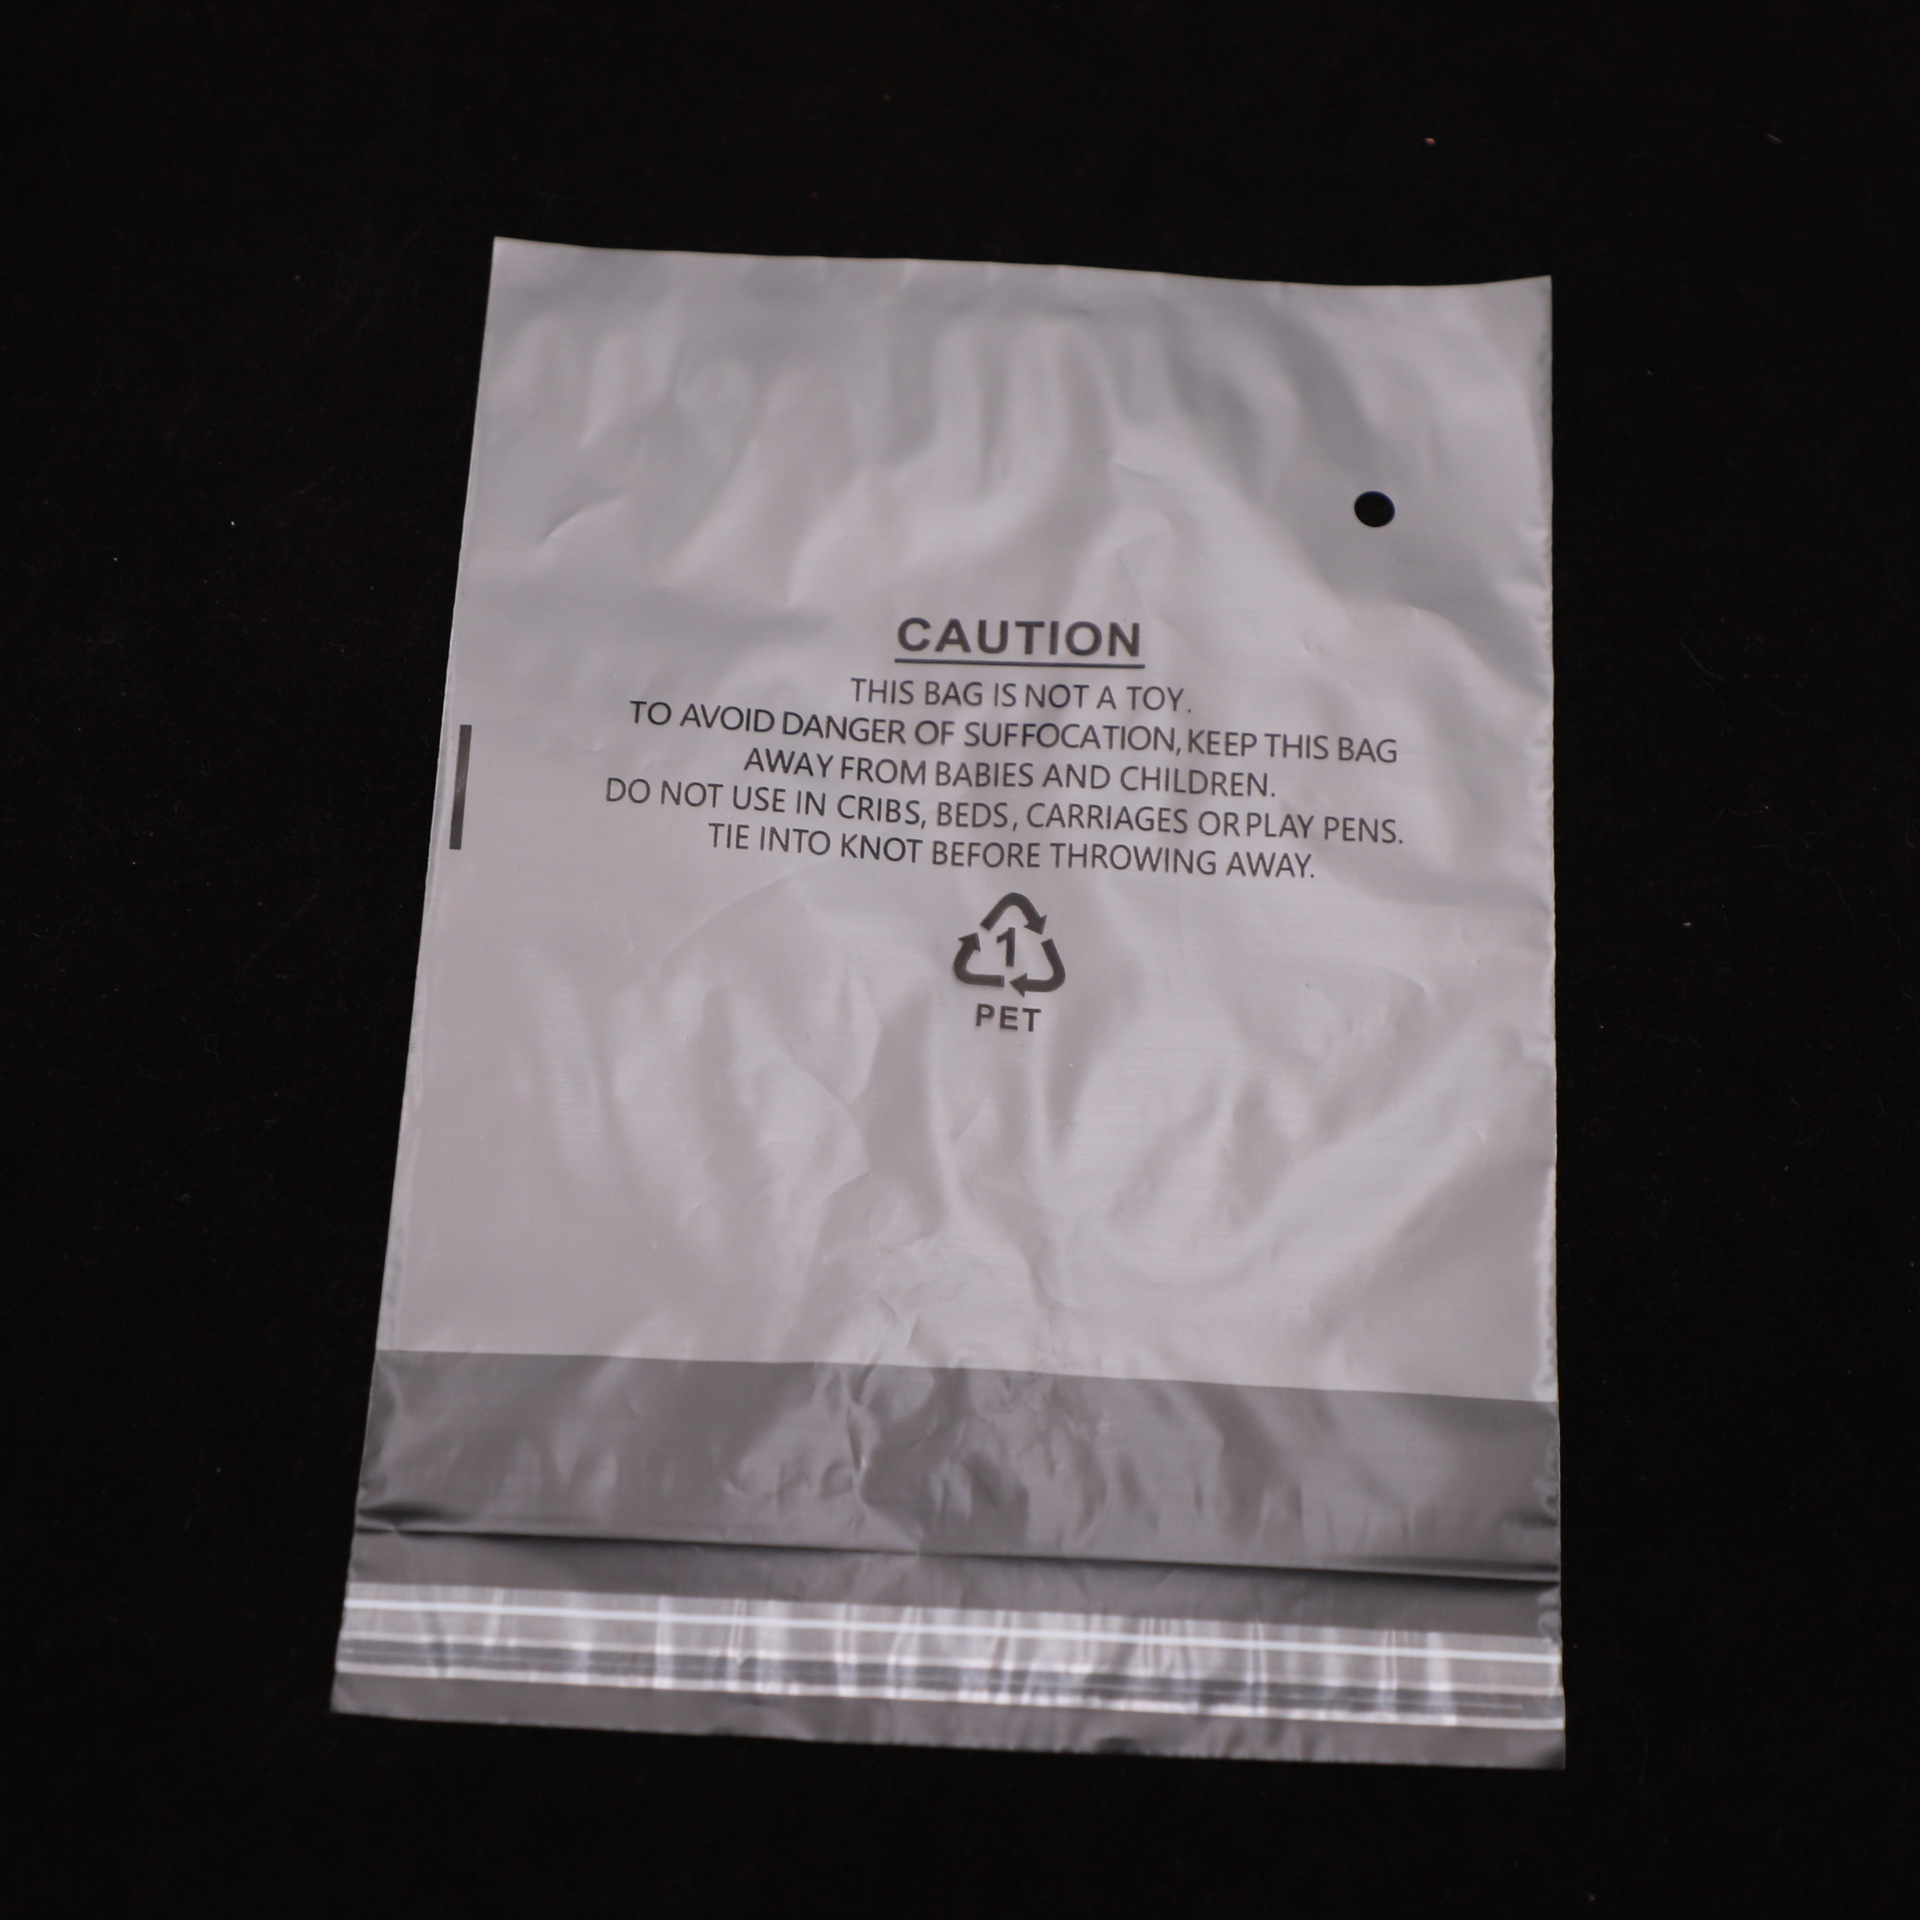 CAUTION
THIS BAG IS NOT A TOY.
TO AVOID DANGER OF SUFFOCATION, KEEP THIS BAG
AWAY FROM BABIES AND CHILDREN.
DO NOT USE IN CRIBS, BEDS, CARRIAGES OR PLAY PENS.
TIE INTO KNOT BEFORE THROWING AWAY.
1
PET